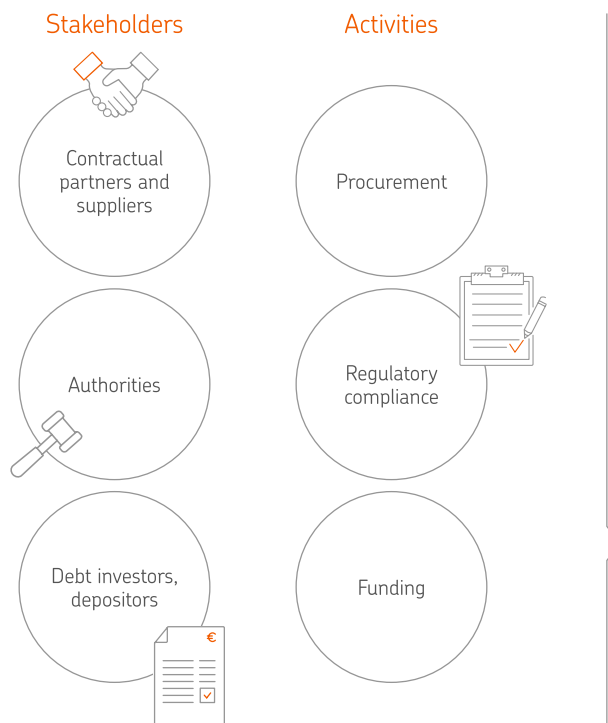 Stakeholders
Activities
Contractual
partners and
suppliers
Procurement
Authorities
Regulatory
compliance
Debt investors,
depositors
Funding
€